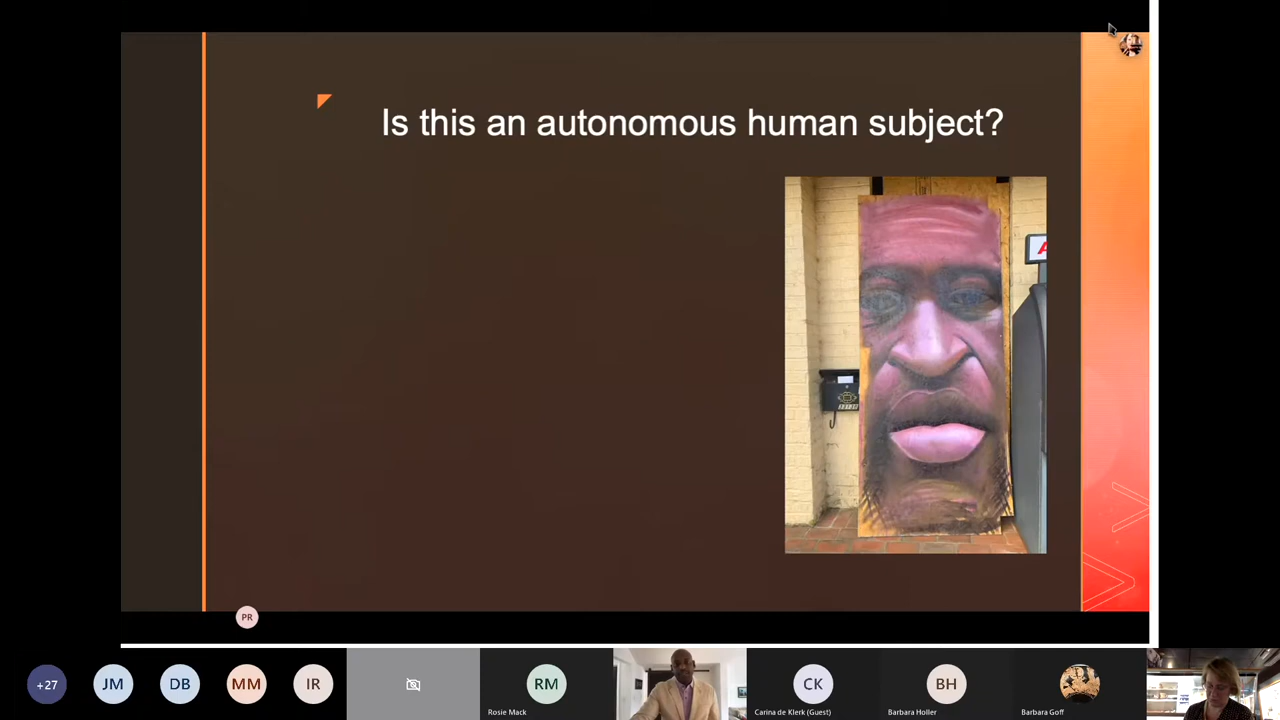 Is this an autonomous human subject?
A
PR
+27
JM
DB
MM
IR
RM
CK
BH
Rosie Mack
Carina de Klerk (Guest)
Barbara Holler
Barbara Goff